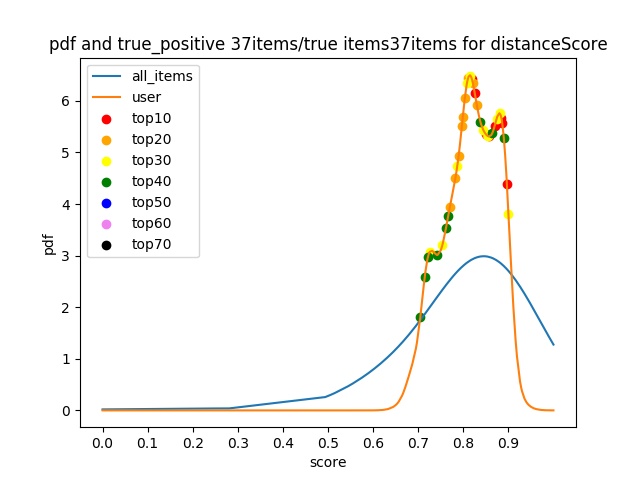 pdf and true_positive 37items/true items37items for distanceScore
all_items
user
top10
top20
top30
top40
top50
top60
top70
6
5
4
3
2
1
0
pdf
0.0 0.1 0.2 0.3 0.4 0.5 0.6 0.7 0.8 0.9
score